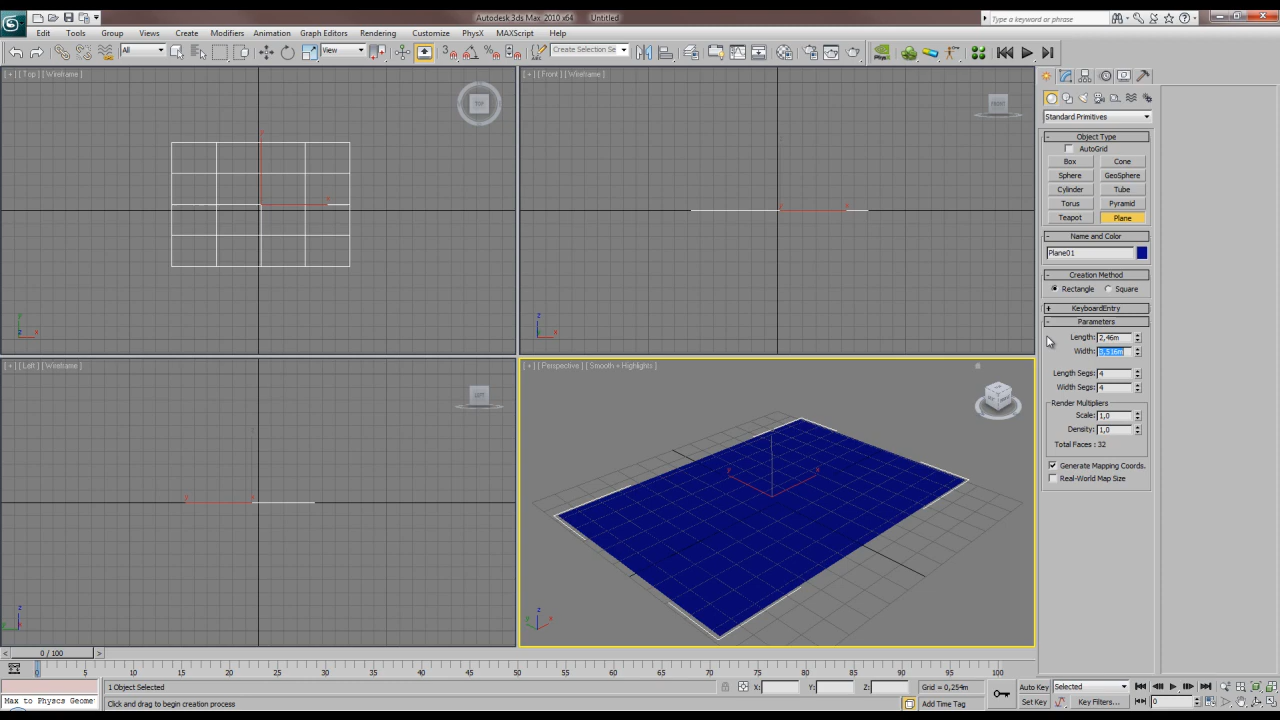 Autodesk 3ds Max 2010 x64 Untitled
Type a keyword or phrase
Edit Tools Group Views Create Modifiers Animation Graph Editors Rendering Customize MAXScript PhysX Help
All
View
Create Selection Se
[ + ] [ Top ] [ Wireframe ]
TOP
[ + ] [ Front ] [ Wireframe ]
FRONT
Standard Primitives
- Object Type
AutoGrid
Box Cone
Sphere GeoSphere
Cylinder Tube
Torus Pyramid
Teapot Plane
- Name and Color
Plane01
- Creation Method
Rectangle Square
+ KeyboardEntry
- Parameters
Length: 2,46m
Width: 3,516m
Length Segs: 4
Width Segs: 4
Render Multipliers
Scale: 1,0
Density: 1,0
Total Faces : 32
Generate Mapping Coords.
Real-World Map Size
[ + ] [ Left ] [ Wireframe ]
LEFT
[ + ] [ Perspective ] [ Smooth + Highlights ]
< 0 / 100 >
0 5 10 15 20 25 30 35 40 45 50 55 60 65 70 75 80 85 90 95 100
1 Object Selected
X: Y: Z:
Grid = 0,254m
Auto Key
Selected
Max to Physcs Geome
Click and drag to begin creation process
Add Time Tag
Set Key
Key Filters...
0